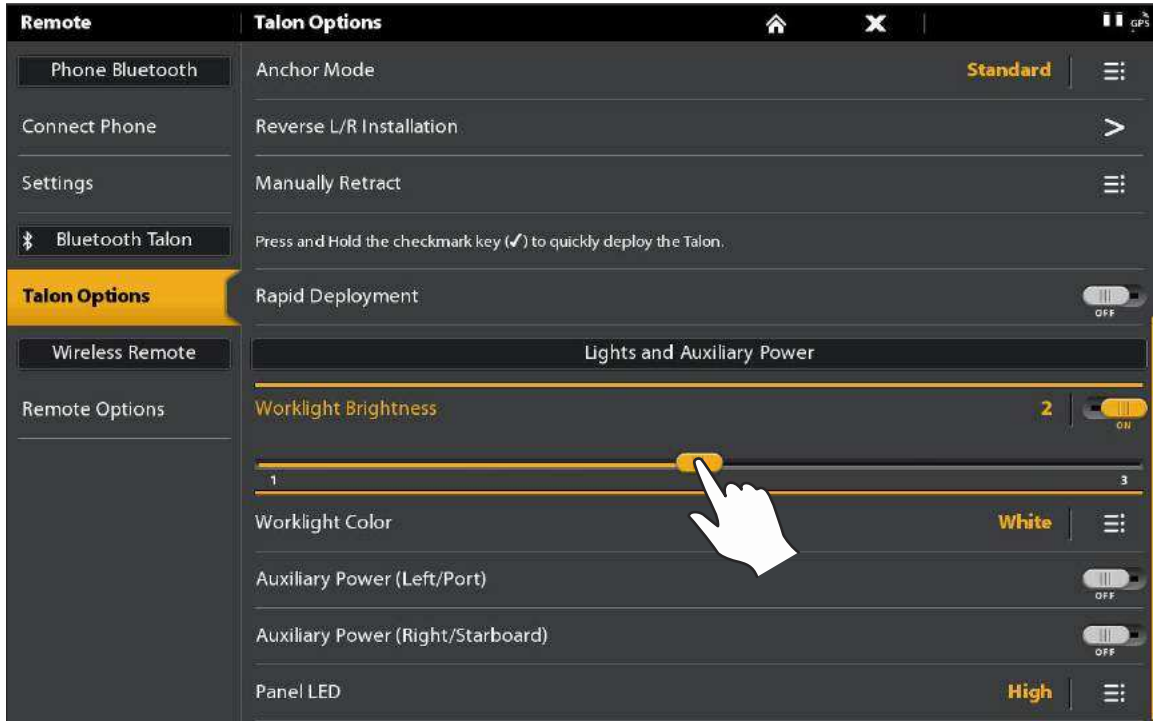 Remote
Talon Options
GPS
Phone Bluetooth
Connect Phone
Settings
Bluetooth Talon
Talon Options
Wireless Remote
Remote Options
Anchor Mode Standard
Reverse L/R Installation >
Manually Retract
Press and Hold the checkmark key (✓) to quickly deploy the Talon.
Rapid Deployment OFF
Lights and Auxiliary Power
Worklight Brightness 2 ON
1 3
Worklight Color White
Auxiliary Power (Left/Port) OFF
Auxiliary Power (Right/Starboard) OFF
Panel LED High